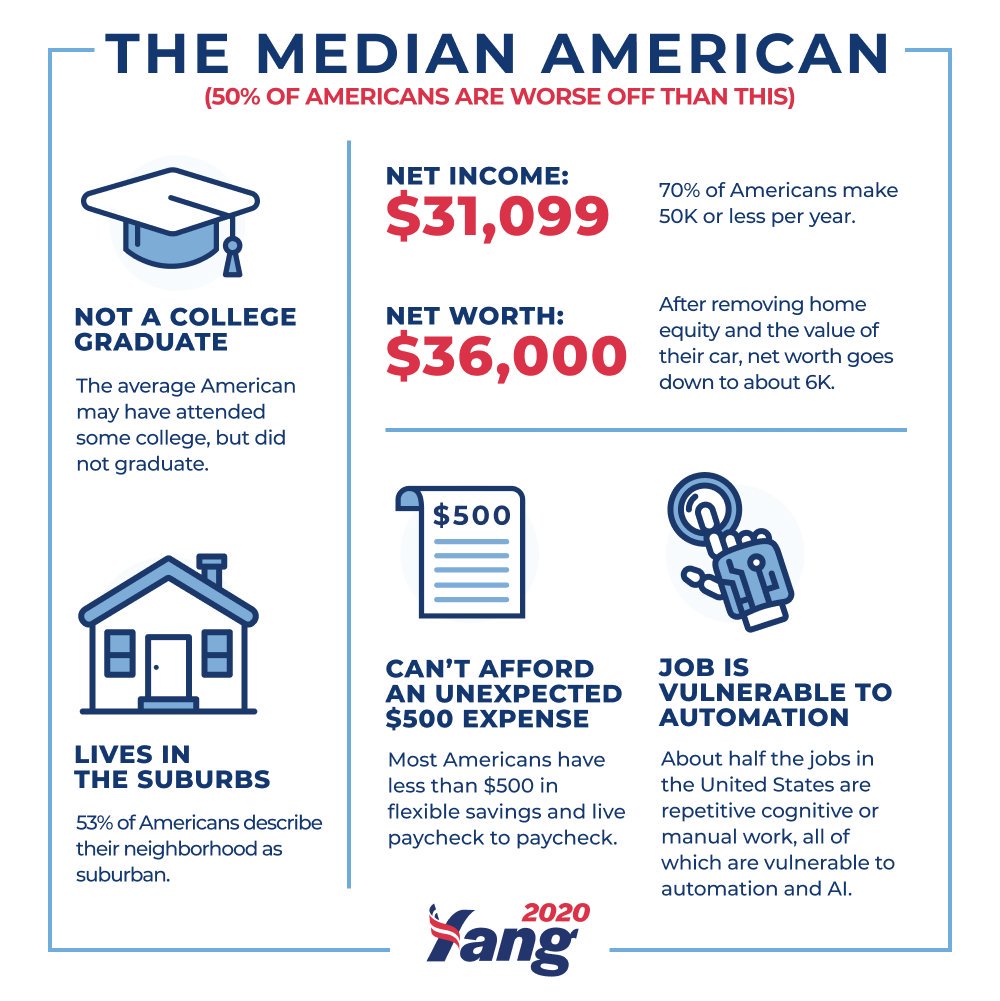 THE MEDIAN AMERICAN
(50% OF AMERICANS ARE WORSE OFF THAN THIS)
NOT A COLLEGE
GRADUATE
The average American
may have attended
some college, but did
not graduate.
LIVES IN
THE SUBURBS
53% of Americans describe
their neighborhood as
suburban.
NET INCOME:
$31,099
70% of Americans make
50K or less per year.
NET WORTH:
$36,000
After removing home
equity and the value of
their car, net worth goes
down to about 6K.
$500
CAN'T AFFORD
AN UNEXPECTED
$500 EXPENSE
Most Americans have
less than $500 in
flexible savings and live
paycheck to paycheck.
JOB IS
VULNERABLE TO
AUTOMATION
About half the jobs in
the United States are
repetitive cognitive or
manual work, all of
which are vulnerable to
automation and AI.
2020
Yang